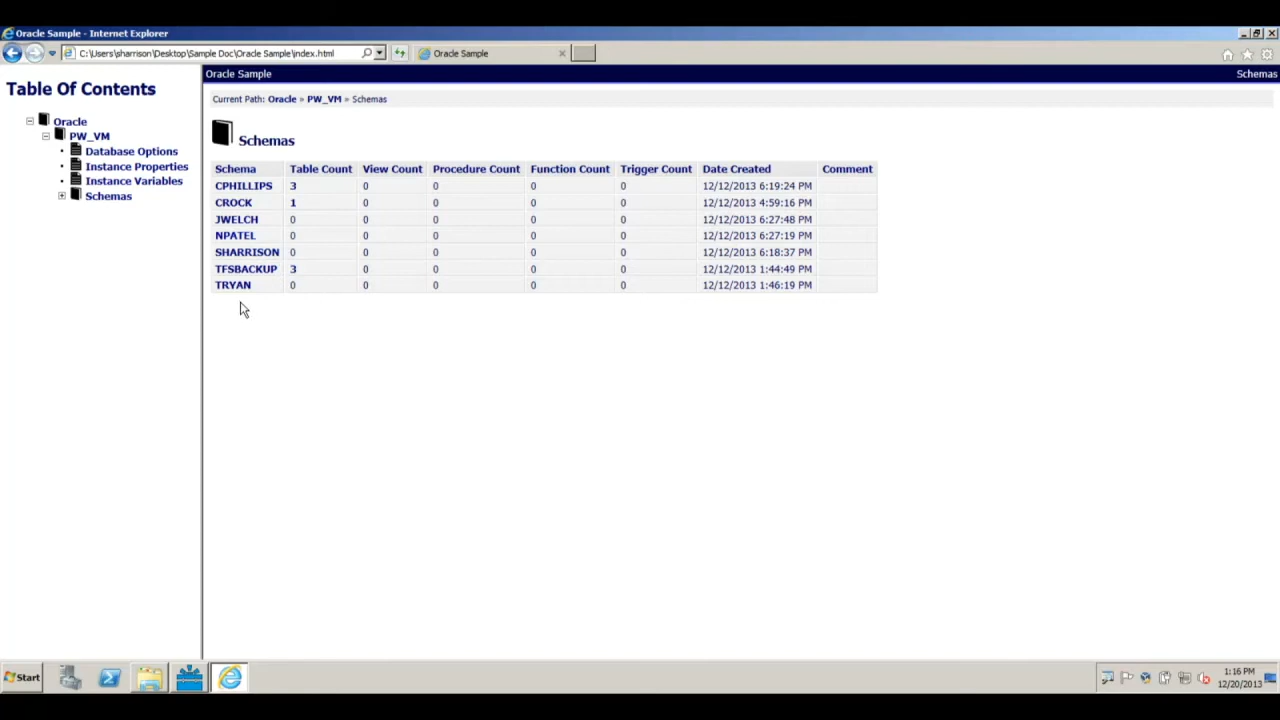 Oracle Sample - Internet Explorer
C:\Users\sharrison\Desktop\Sample Doc\Oracle Sample\index.html
Oracle Sample
Table Of Contents
Oracle
PW_VM
Database Options
Instance Properties
Instance Variables
Schemas
Oracle Sample Schemas
Current Path: Oracle » PW_VM » Schemas
Schemas
Schema Table Count View Count Procedure Count Function Count Trigger Count Date Created Comment
CPHILLIPS 3 0 0 0 0 12/12/2013 6:19:24 PM
CROCK 1 0 0 0 0 12/12/2013 4:59:16 PM
JWELCH 0 0 0 0 0 12/12/2013 6:27:48 PM
NPATEL 0 0 0 0 0 12/12/2013 6:27:19 PM
SHARRISON 0 0 0 0 0 12/12/2013 6:18:37 PM
TFSBACKUP 3 0 0 0 0 12/12/2013 1:44:49 PM
TRYAN 0 0 0 0 0 12/12/2013 1:46:19 PM
Start
1:16 PM
12/20/2013